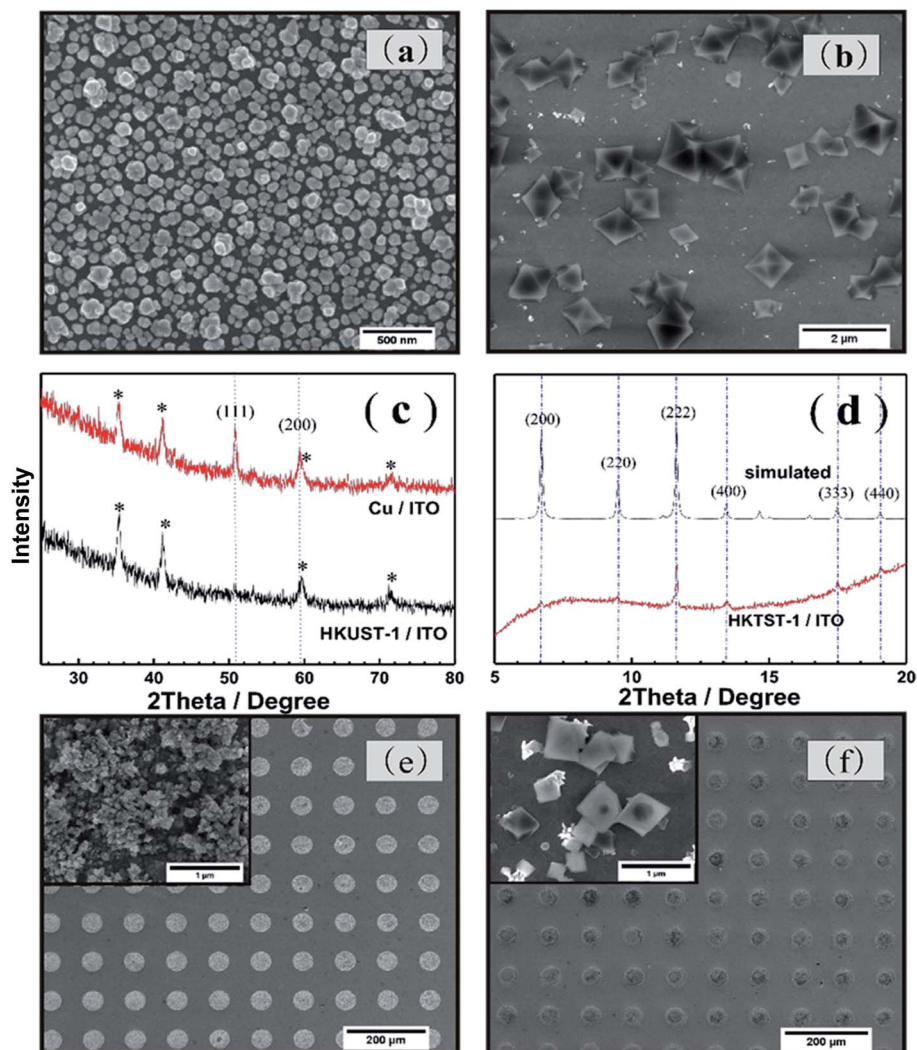 (a)
500 nm
(b)
2 µm
Intensity
(c)
*
*
(111)
(200)
*
*
Cu / ITO
*
*
*
*
HKUST-1 / ITO
30 40 50 60 70 80
2Theta / Degree
(d)
(200)
(220)
(222)
(400)
simulated
(333)
(440)
HKTST-1 / ITO
5 10 15 20
2Theta / Degree
(e)
1 µm
200 µm
(f)
1 µm
200 µm